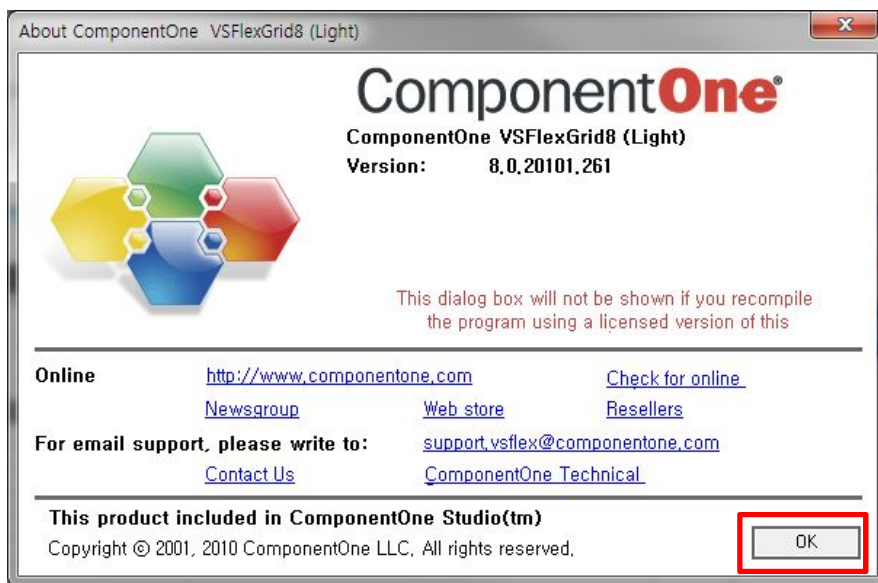 About ComponentOne VSFlexGrid8 (Light)
ComponentOne®
ComponentOne VSFlexGrid8 (Light)
Version: 8.0.20101.261
This dialog box will not be shown if you recompile
the program using a licensed version of this
Online http://www.componentone.com Check for online
Newsgroup Web store Resellers
For email support, please write to: support.vsflex@componentone.com
Contact Us ComponentOne Technical
This product included in ComponentOne Studio(tm)
Copyright © 2001, 2010 ComponentOne LLC. All rights reserved.
OK